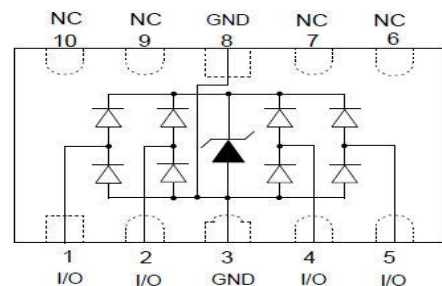 NC NC GND NC NC
10 9 8 7 6
1 2 3 4 5
I/O I/O GND I/O I/O